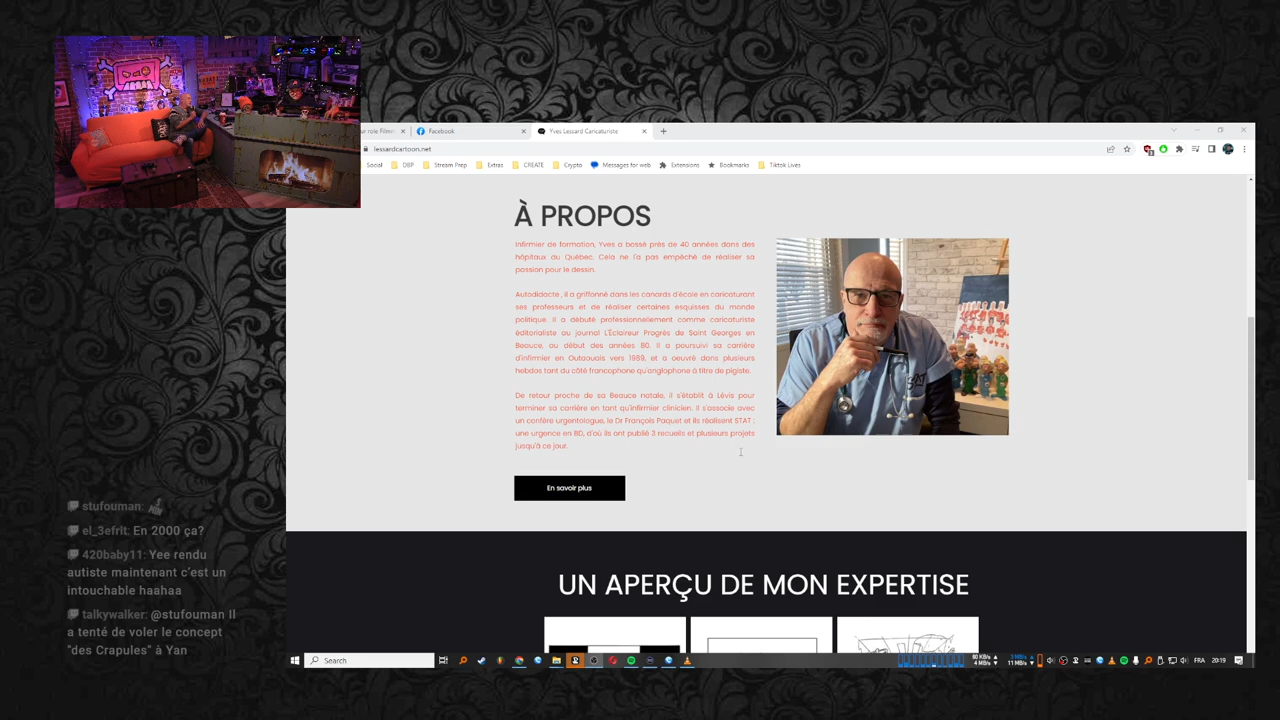 ur role Filmm
Facebook
Yves Lessard Caricaturiste
lessardcartoon.net
Social
DBP
Stream Prep
Extras
CREATE
Crypto
Messages for web
Extensions
Bookmarks
Tiktok Lives
À PROPOS
Infirmier de formation, Yves a bossé près de 40 années dans des
hôpitaux du Québec. Cela ne l'a pas empêché de réaliser sa
passion pour le dessin.
Autodidacte , il a griffonné dans les canards d'école en caricaturant
ses professeurs et de réaliser certaines esquisses du monde
politique. Il a débuté professionnellement comme caricaturiste
éditorialiste au journal L'Éclaireur Progrès de Saint Georges en
Beauce, au début des années 80. Il a poursuivi sa carrière
d'infirmier en Outaouais vers 1989, et a oeuvré dans plusieurs
hebdos tant du côté francophone qu'anglophone à titre de pigiste.
De retour proche de sa Beauce natale, il s'établit à Lévis pour
terminer sa carrière en tant qu'infirmier clinicien. Il s'associe avec
un confère urgentologue, le Dr François Paquet et ils réalisent STAT :
une urgence en BD, d'où ils ont publié 3 recueils et plusieurs projets
jusqu'à ce jour.
En savoir plus
UN APERÇU DE MON EXPERTISE
stufouman:
el_3efrit: En 2000 ça?
420baby11: Yee rendu
autiste maintenant c'est un
intouchable haahaa
talkywalker: @stufouman Il
a tenté de voler le concept
"des Crapules" à Yan
Search
80 KB/s
4 MB/s
11 MB/s
FRA
20:19